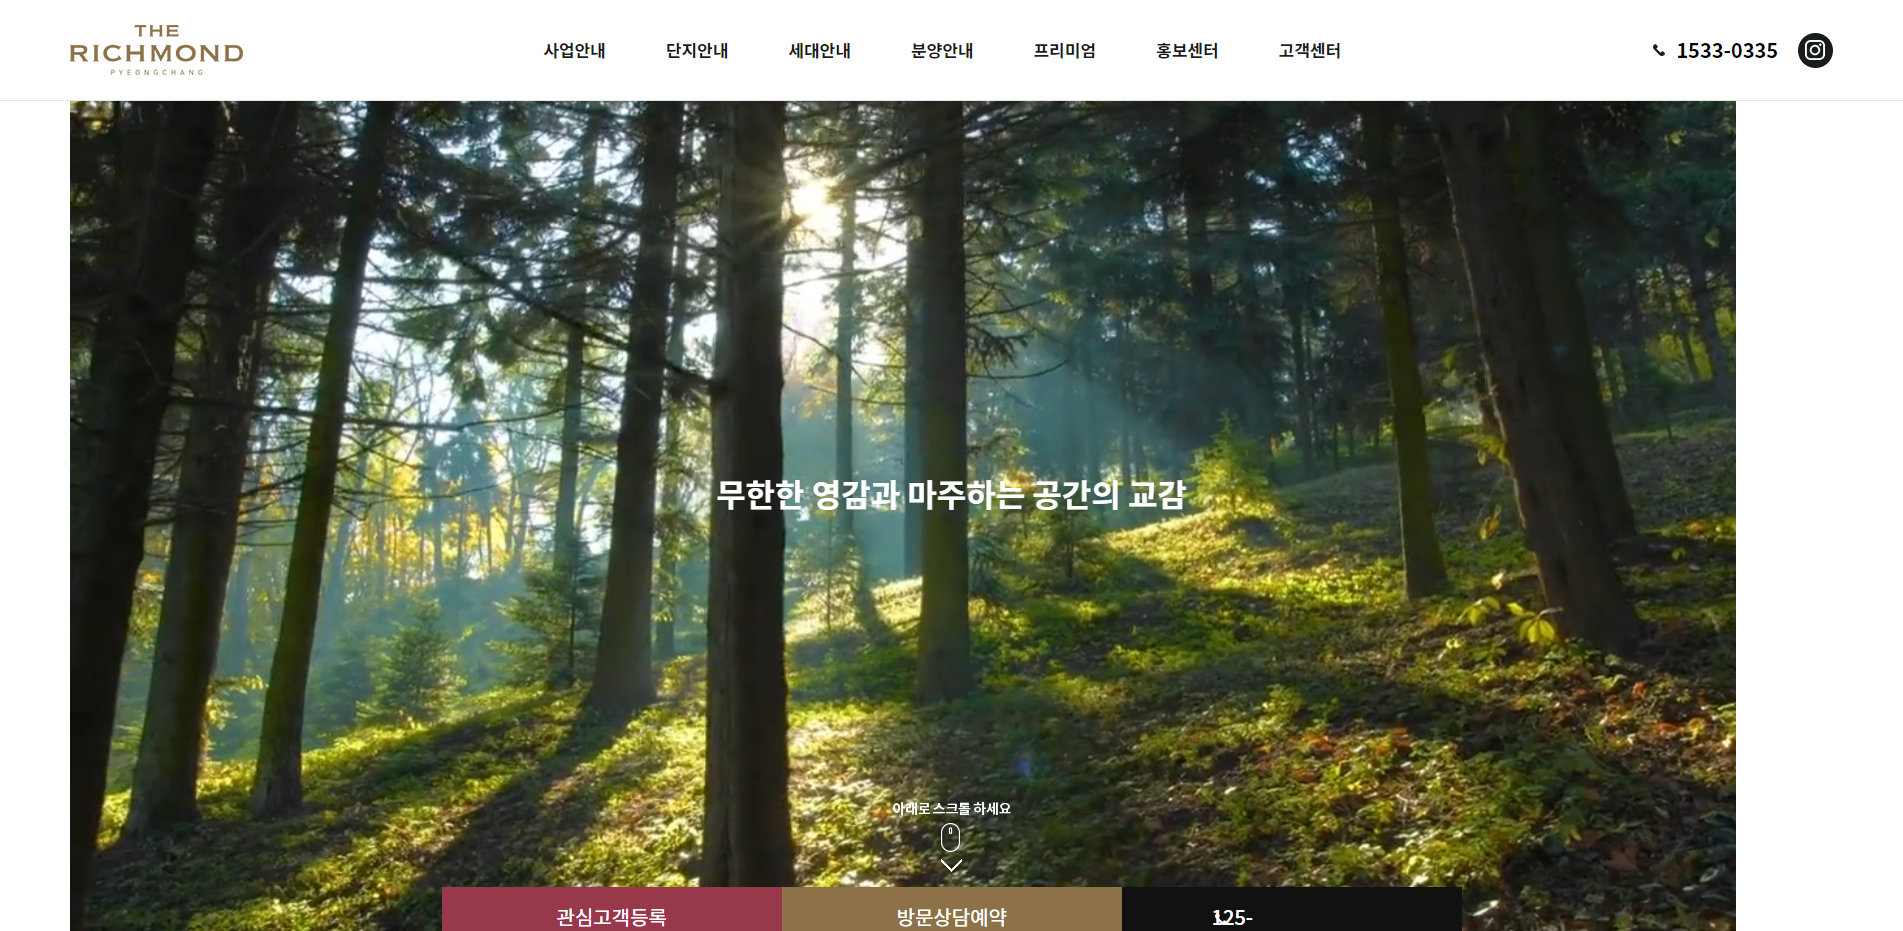 THE
RICHMOND
PYEONGCHANG
사업안내 단지안내 세대안내 분양안내 프리미엄 홍보센터 고객센터
1533-0335
무한한 영감과 마주하는 공간의 교감
아래로 스크롤 하세요
관심고객등록 방문상담예약 125-